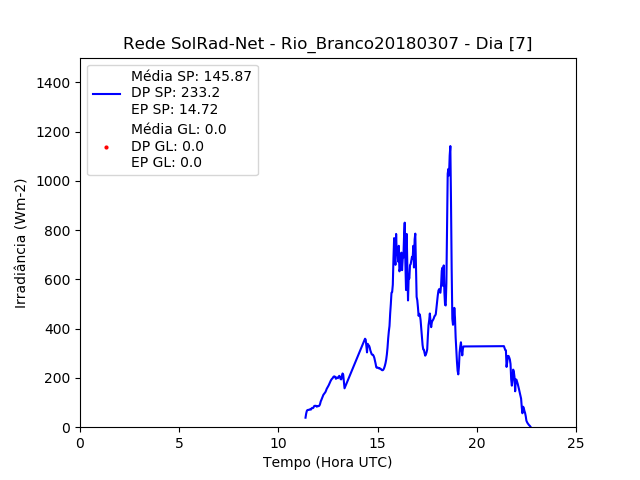 Rede SolRad-Net - Rio_Branco20180307 - Dia [7]
Média SP: 145.87
DP SP: 233.2
EP SP: 14.72
Média GL: 0.0
DP GL: 0.0
EP GL: 0.0
Irradiância (Wm-2)
1400
1200
1000
800
600
400
200
0
0 5 10 15 20 25
Tempo (Hora UTC)